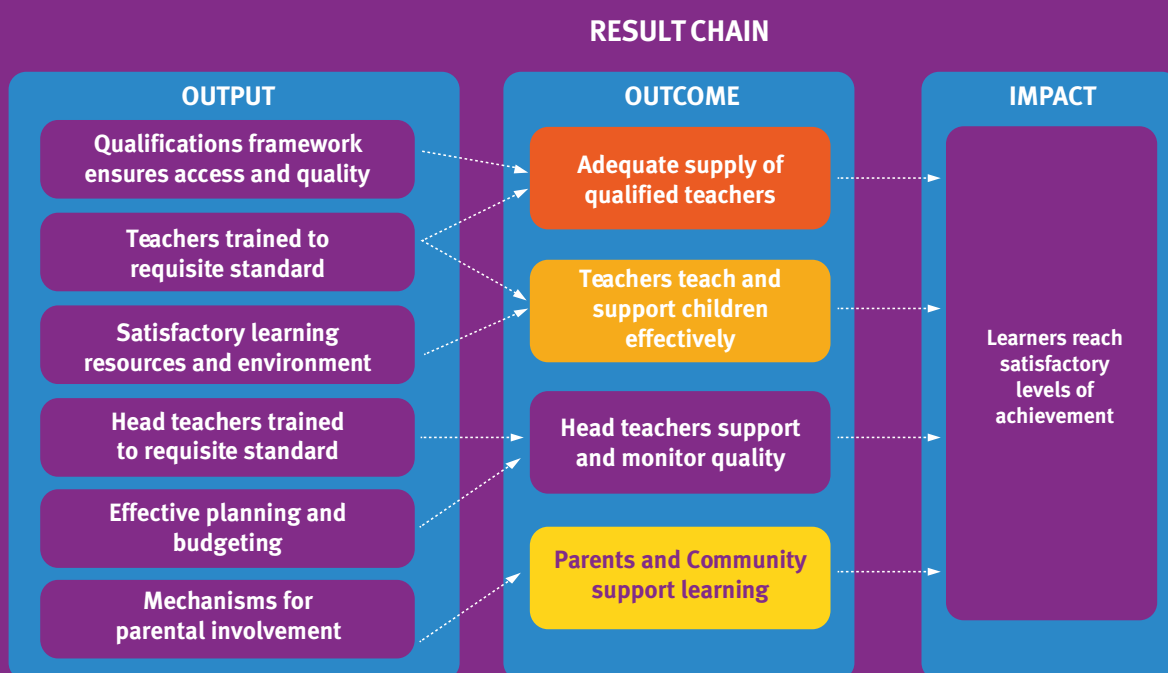 RESULT CHAIN
OUTPUT
Qualifications framework
ensures access and quality
Teachers trained to
requisite standard
Satisfactory learning
resources and environment
Head teachers trained
to requisite standard
Effective planning and
budgeting
Mechanisms for
parental involvement
OUTCOME
Adequate supply of
qualified teachers
Teachers teach and
support children
effectively
Head teachers support
and monitor quality
Parents and Community
support learning
IMPACT
Learners reach
satisfactory
levels of
achievement